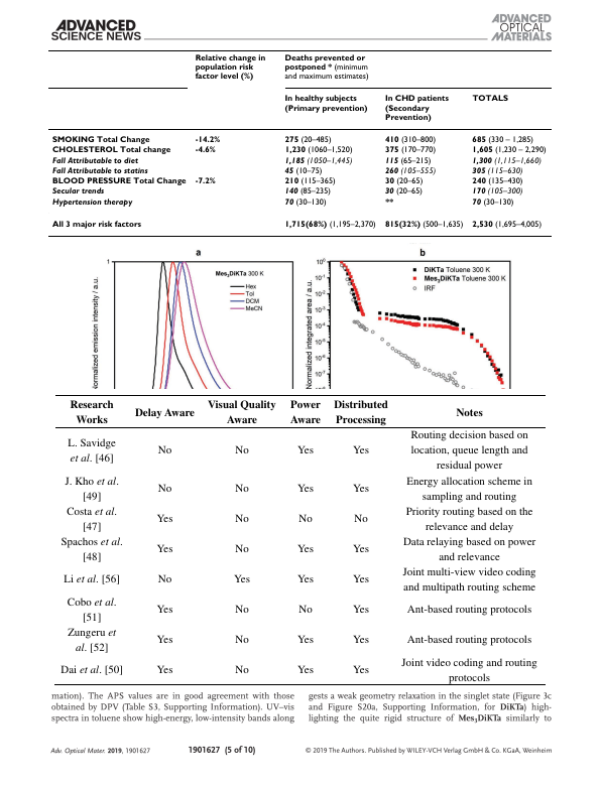 ADVANCED
SCIENCE NEWS
ADVANCED
OPTICAL
MATERIALS
Relative change in
population risk
factor level (%)
Deaths prevented or
postponed * (minimum
and maximum estimates)
In healthy subjects
(Primary prevention)
In CHD patients
(Secondary
Prevention)
TOTALS
SMOKING Total Change -14.2% 275 (20–485) 410 (310–800) 685 (330 – 1,285)
CHOLESTEROL Total change -4.6% 1,230 (1060–1,520) 375 (170–770) 1,605 (1,230 – 2,290)
Fall Attributable to diet 1,185 (1050–1,445) 115 (65–215) 1,300 (1,115–1,660)
Fall Attributable to statins 45 (10–75) 260 (105–555) 305 (115–630)
BLOOD PRESSURE Total Change -7.2% 210 (115–365) 30 (20–65) 240 (135–430)
Secular trends 140 (85–235) 30 (20–65) 170 (105–300)
Hypertension therapy 70 (30–130) ** 70 (30–130)
All 3 major risk factors 1,715(68%) (1,195–2,370) 815(32%) (500–1,635) 2,530 (1,695–4,005)
a
1
Mes₃DiKTa 300 K
Hex
Tol
DCM
MeCN
Normalized emission intensity / a.u.
b
10⁰
10⁻¹
10⁻²
10⁻³
10⁻⁴
10⁻⁵
10⁻⁶
10⁻⁷
DiKTa Toluene 300 K
Mes₃DiKTa Toluene 300 K
IRF
Normalized integrated area / a.u.
Research
Works
Delay Aware
Visual Quality
Aware
Power
Aware
Distributed
Processing
Notes
L. Savidge
et al. [46]
No No Yes Yes
Routing decision based on
location, queue length and
residual power
J. Kho et al.
[49]
No No Yes Yes
Energy allocation scheme in
sampling and routing
Costa et al.
[47]
Yes No No No
Priority routing based on the
relevance and delay
Spachos et al.
[48]
Yes No Yes Yes
Data relaying based on power
and relevance
Li et al. [56] No Yes Yes Yes
Joint multi-view video coding
and multipath routing scheme
Cobo et al.
[51]
Yes No No Yes Ant-based routing protocols
Zungeru et
al. [52]
Yes No Yes Yes Ant-based routing protocols
Dai et al. [50] Yes No Yes Yes
Joint video coding and routing
protocols
mation). The APS values are in good agreement with those
obtained by DPV (Table S3, Supporting Information). UV–vis
spectra in toluene show high-energy, low-intensity bands along
gests a weak geometry relaxation in the singlet state (Figure 3c
and Figure S20a, Supporting Information, for DiKTa) high-
lighting the quite rigid structure of Mes₃DiKTa similarly to
Adv. Optical Mater. 2019, 1901627
1901627 (5 of 10)
© 2019 The Authors. Published by WILEY-VCH Verlag GmbH & Co. KGaA, Weinheim